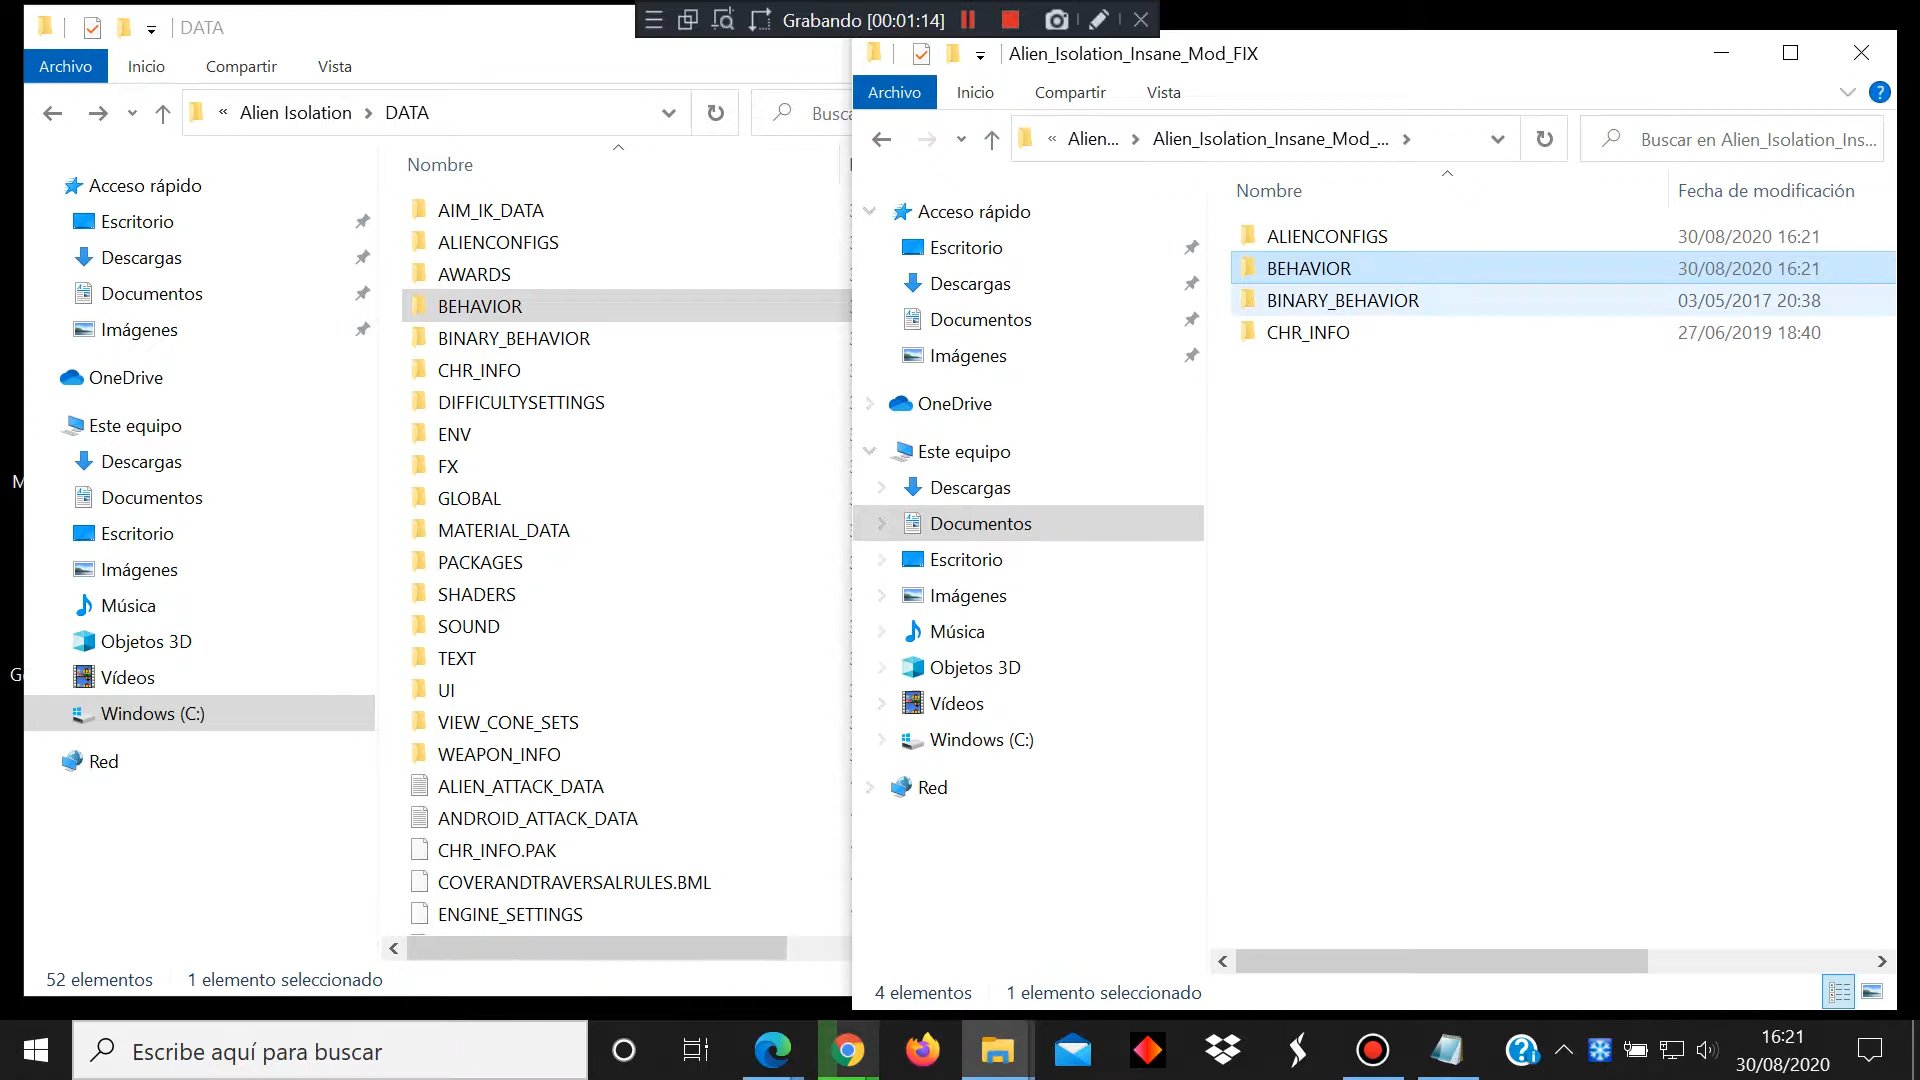 Grabando [00:01:14]
DATA
Archivo Inicio Compartir Vista
« Alien Isolation > DATA
Nombre
Acceso rápido
Escritorio
Descargas
Documentos
Imágenes
OneDrive
Este equipo
Descargas
Documentos
Escritorio
Imágenes
Música
Objetos 3D
Vídeos
Windows (C:)
Red
AIM_IK_DATA
ALIENCONFIGS
AWARDS
BEHAVIOR
BINARY_BEHAVIOR
CHR_INFO
DIFFICULTYSETTINGS
ENV
FX
GLOBAL
MATERIAL_DATA
PACKAGES
SHADERS
SOUND
TEXT
UI
VIEW_CONE_SETS
WEAPON_INFO
ALIEN_ATTACK_DATA
ANDROID_ATTACK_DATA
CHR_INFO.PAK
COVERANDTRAVERSALRULES.BML
ENGINE_SETTINGS
52 elementos 1 elemento seleccionado
Alien_Isolation_Insane_Mod_FIX
Archivo Inicio Compartir Vista
« Alien... > Alien_Isolation_Insane_Mod_... >
Buscar en Alien_Isolation_Ins...
Acceso rápido
Escritorio
Descargas
Documentos
Imágenes
OneDrive
Este equipo
Descargas
Documentos
Escritorio
Imágenes
Música
Objetos 3D
Vídeos
Windows (C:)
Red
Nombre Fecha de modificación
ALIENCONFIGS 30/08/2020 16:21
BEHAVIOR 30/08/2020 16:21
BINARY_BEHAVIOR 03/05/2017 20:38
CHR_INFO 27/06/2019 18:40
4 elementos 1 elemento seleccionado
Escribe aquí para buscar
16:21
30/08/2020